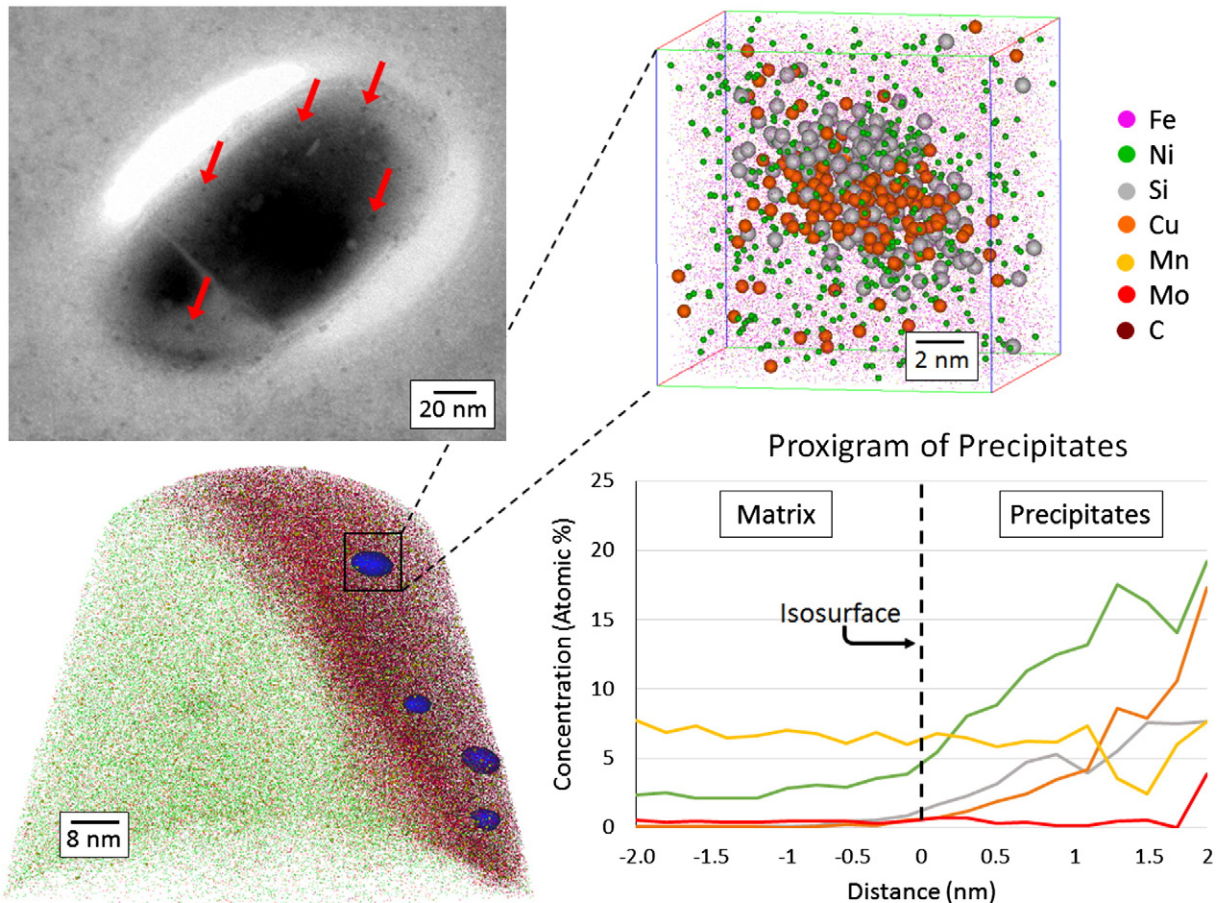 20 nm
2 nm
Fe
Ni
Si
Cu
Mn
Mo
C
8 nm
Proxigram of Precipitates
Concentration (Atomic %)
25
20
15
10
5
0
Matrix
Precipitates
Isosurface
-2.0
-1.5
-1.0
-0.5
0
0.5
1
1.5
2
Distance (nm)